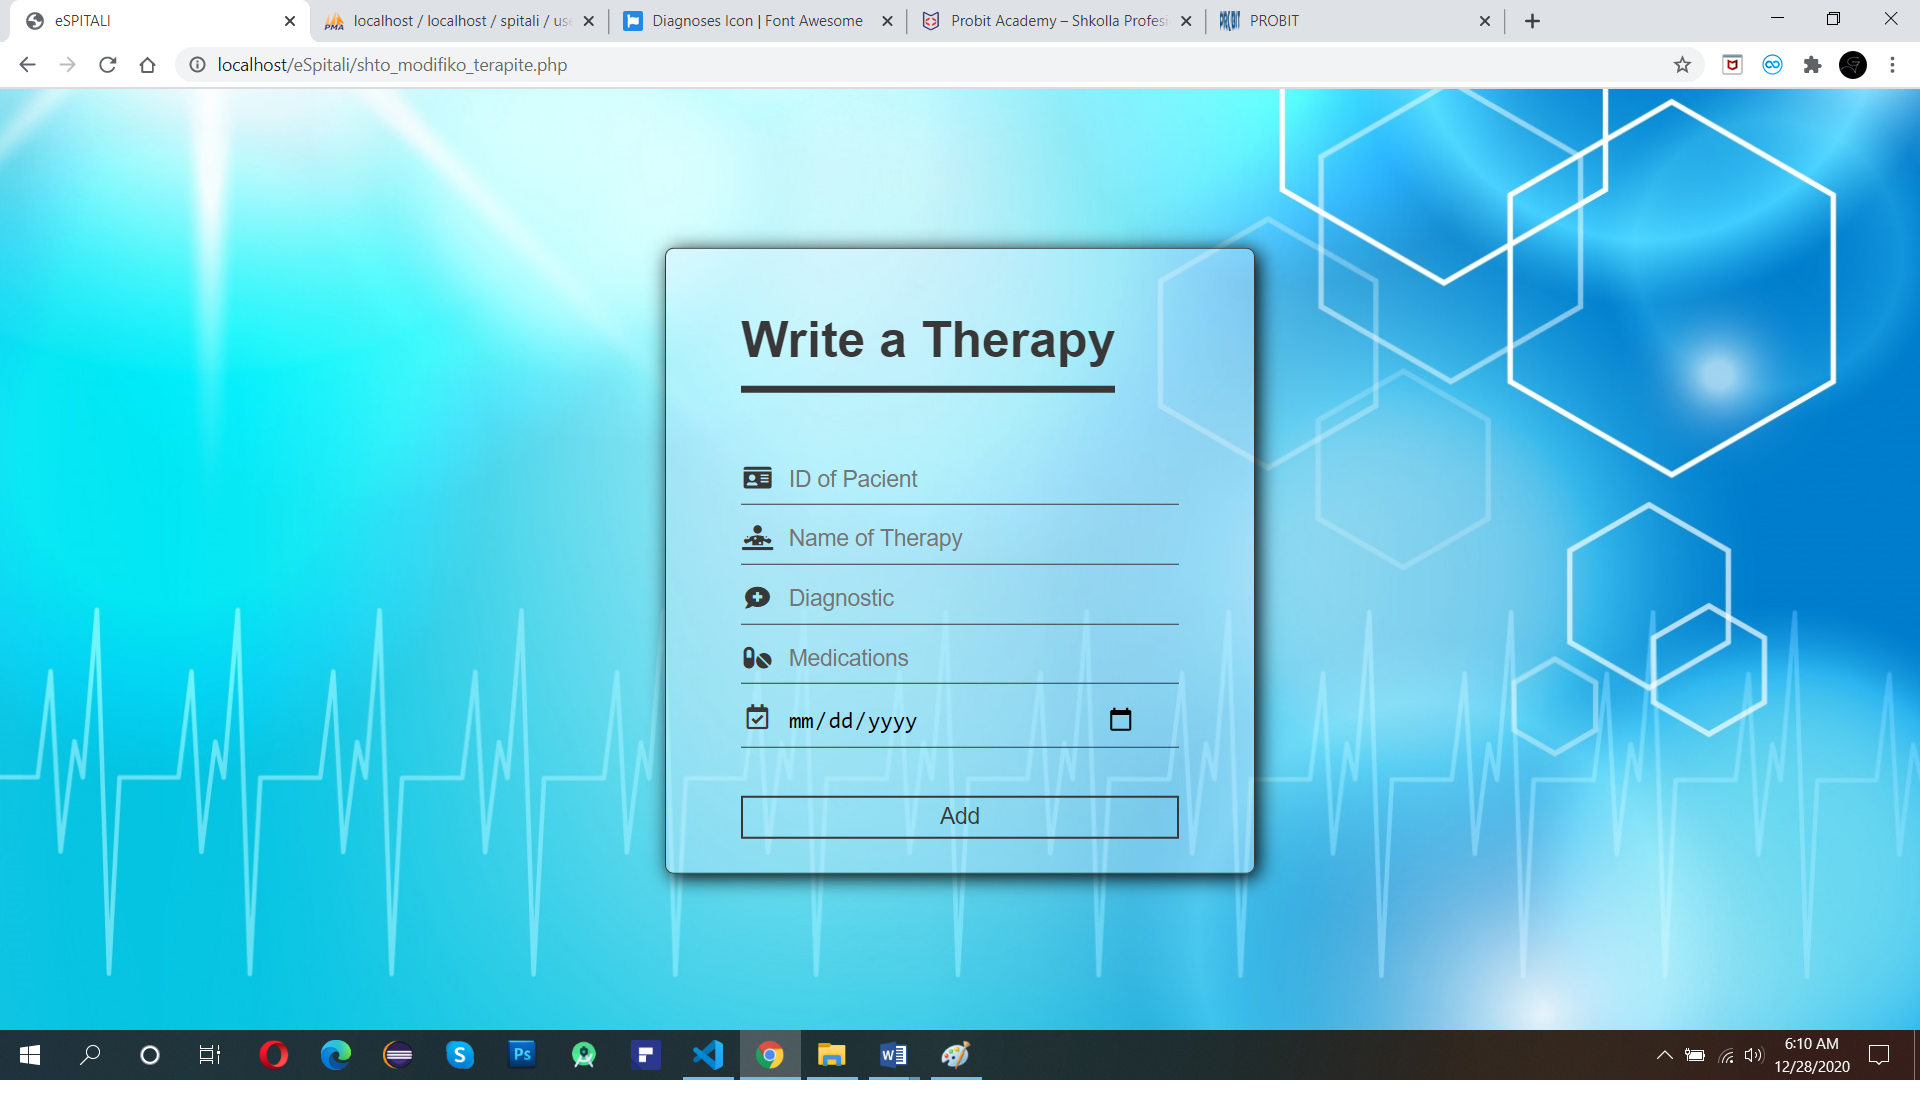 eSPITALI
localhost / localhost / spitali / use
Diagnoses Icon | Font Awesome
Probit Academy – Shkolla Profesi
PROBIT
localhost/eSpitali/shto_modifiko_terapite.php
Write a Therapy
ID of Pacient
Name of Therapy
Diagnostic
Medications
mm/dd/yyyy
Add
6:10 AM
12/28/2020